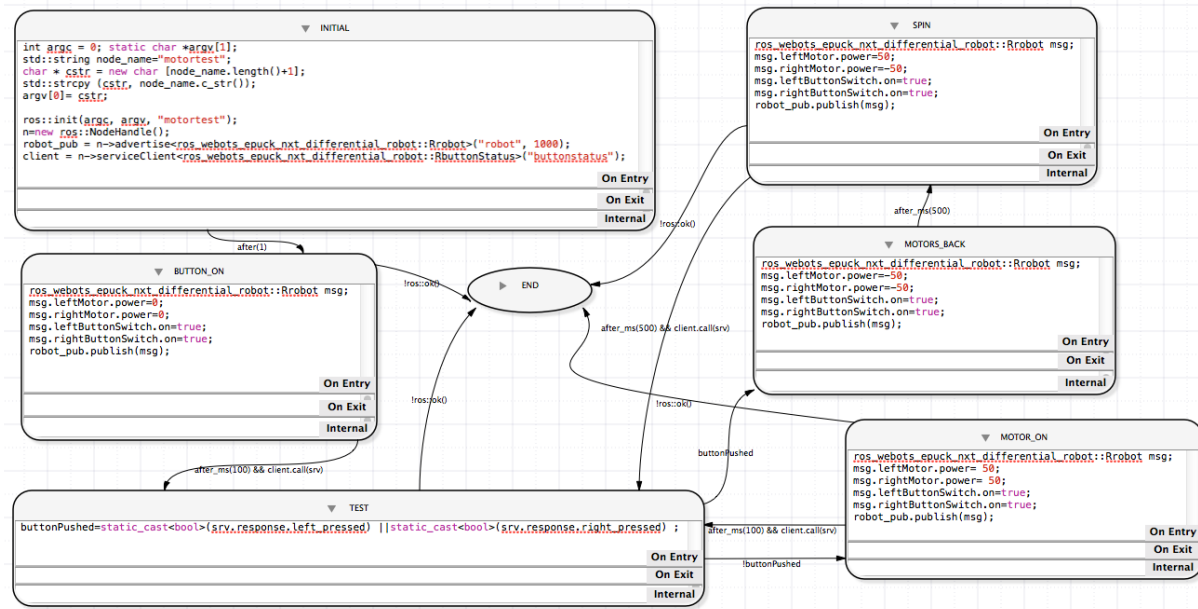 INITIAL
int argc = 0; static char *argv[1];
std::string node_name="motortest";
char * cstr = new char [node_name.length()+1];
std::strcpy (cstr, node_name.c_str());
argv[0]= cstr;
ros::init(argc, argv, "motortest");
n=new ros::NodeHandle();
robot_pub = n->advertise<ros_webots_epuck_nxt_differential_robot::Rrobot>("robot", 1000);
client = n->serviceClient<ros_webots_epuck_nxt_differential_robot::RbuttonStatus>("buttonstatus");
On Entry
On Exit
Internal
SPIN
ros_webots_epuck_nxt_differential_robot::Rrobot msg;
msg.leftMotor.power=50;
msg.rightMotor.power=-50;
msg.leftButtonSwitch.on=true;
msg.rightButtonSwitch.on=true;
robot_pub.publish(msg);
On Entry
On Exit
Internal
after_ms(500)
!ros::ok()
after(1)
BUTTON_ON
ros_webots_epuck_nxt_differential_robot::Rrobot msg;
msg.leftMotor.power=0;
msg.rightMotor.power=0;
msg.leftButtonSwitch.on=true;
msg.rightButtonSwitch.on=true;
robot_pub.publish(msg);
On Entry
On Exit
Internal
!ros::ok()
END
MOTORS_BACK
ros_webots_epuck_nxt_differential_robot::Rrobot msg;
msg.leftMotor.power=-50;
msg.rightMotor.power=-50;
msg.leftButtonSwitch.on=true;
msg.rightButtonSwitch.on=true;
robot_pub.publish(msg);
On Entry
On Exit
Internal
after_ms(500) && client.call(srv)
!ros::ok()
!ros::ok()
buttonPushed
after_ms(100) && client.call(srv)
MOTOR_ON
ros_webots_epuck_nxt_differential_robot::Rrobot msg;
msg.leftMotor.power= 50;
msg.rightMotor.power= 50;
msg.leftButtonSwitch.on=true;
msg.rightButtonSwitch.on=true;
robot_pub.publish(msg);
On Entry
On Exit
Internal
TEST
buttonPushed=static_cast<bool>(srv.response.left_pressed) ||static_cast<bool>(srv.response.right_pressed) ;
On Entry
On Exit
Internal
after_ms(100) && client.call(srv)
!buttonPushed